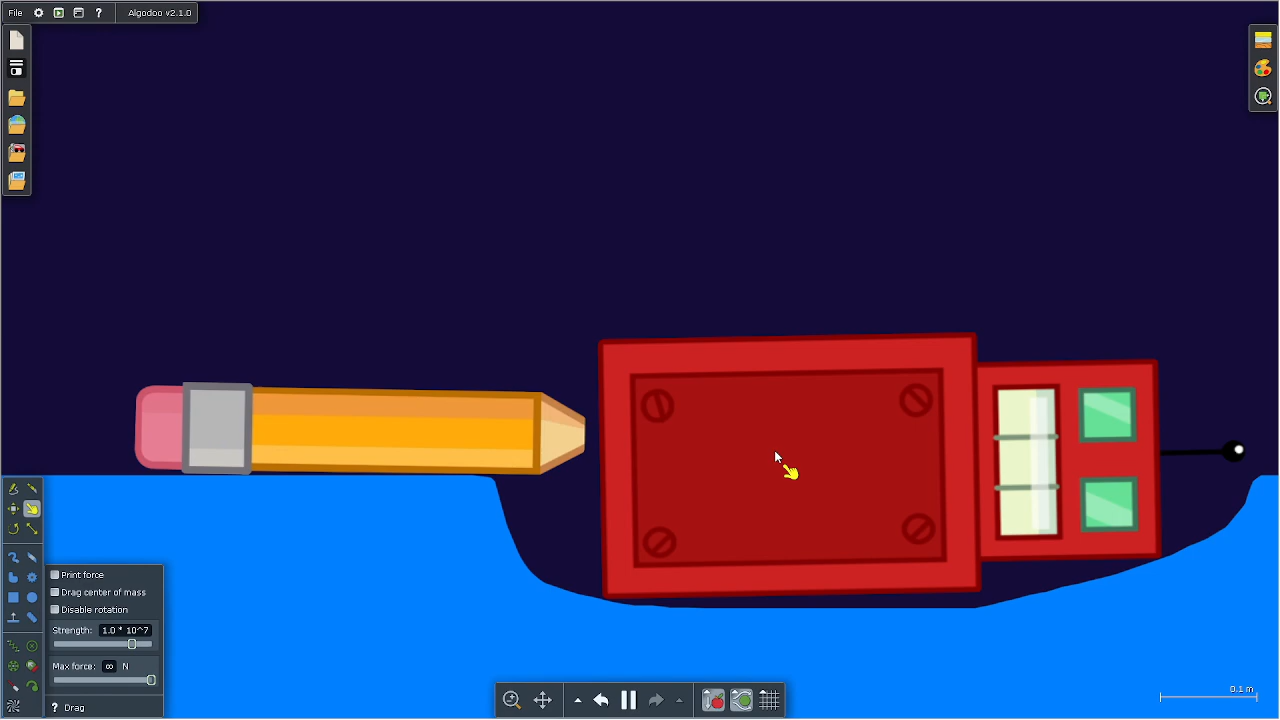 File ? Algodoo v2.1.0
Print force
Drag center of mass
Disable rotation
Strength: 1.0 * 10^7
Max force: ∞ N
? Drag
0.1 m